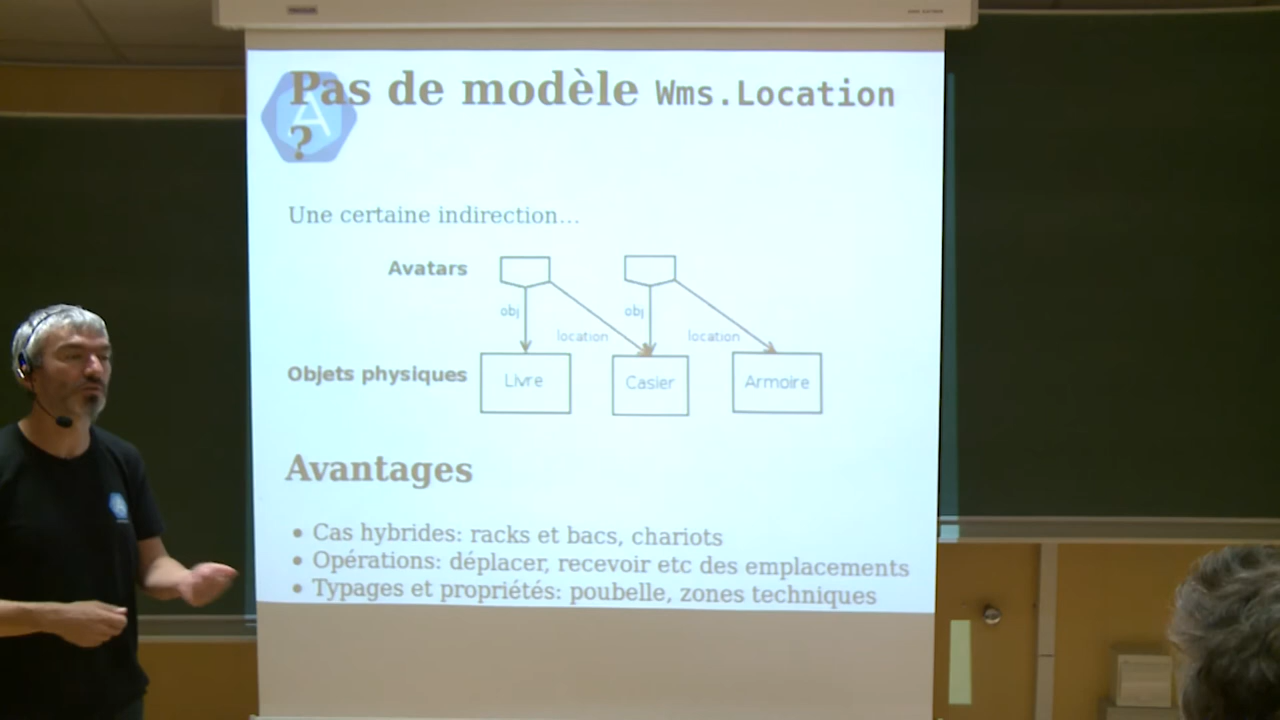 Pas de modèle Wms.Location
?
Une certaine indirection...
Avatars
obj
obj
location
location
Objets physiques
Livre
Casier
Armoire
Avantages
• Cas hybrides: racks et bacs, chariots
• Opérations: déplacer, recevoir etc des emplacements
• Typages et propriétés: poubelle, zones techniques